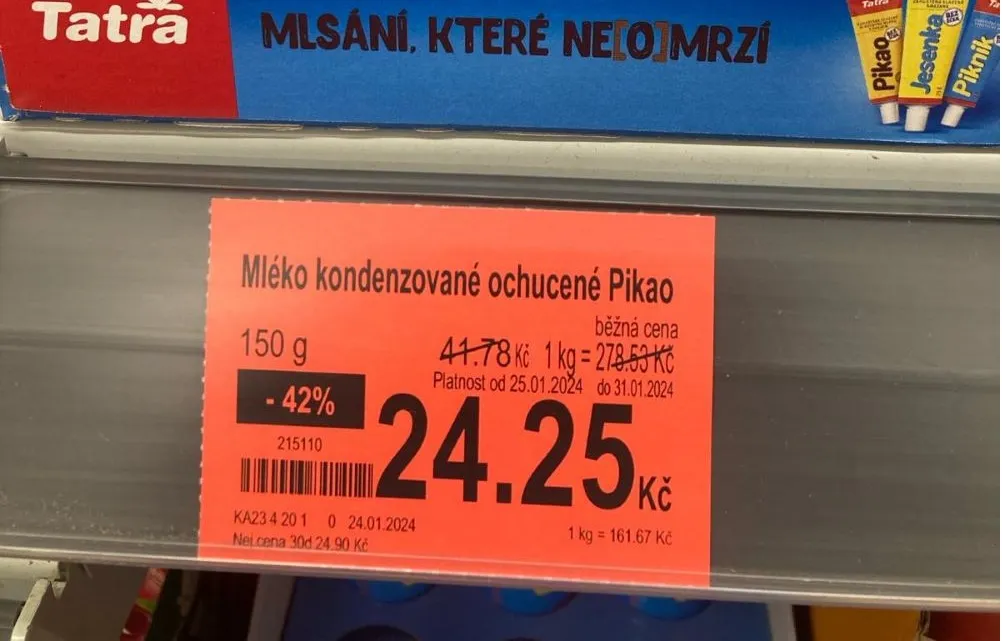 Tatra
MLSÁNÍ, KTERÉ NE[O]MRZÍ
Pikao
Jesenka
Piknik
Mléko kondenzované ochucené Pikao
běžná cena
150 g
41.78 Kč 1 kg = 278.53 Kč
Platnost od 25.01.2024 do 31.01.2024
- 42%
24.25 Kč
215110
KA23 4 20 1 0 24.01.2024
1 kg = 161.67 Kč
Nej.cena 30d 24.90 Kč